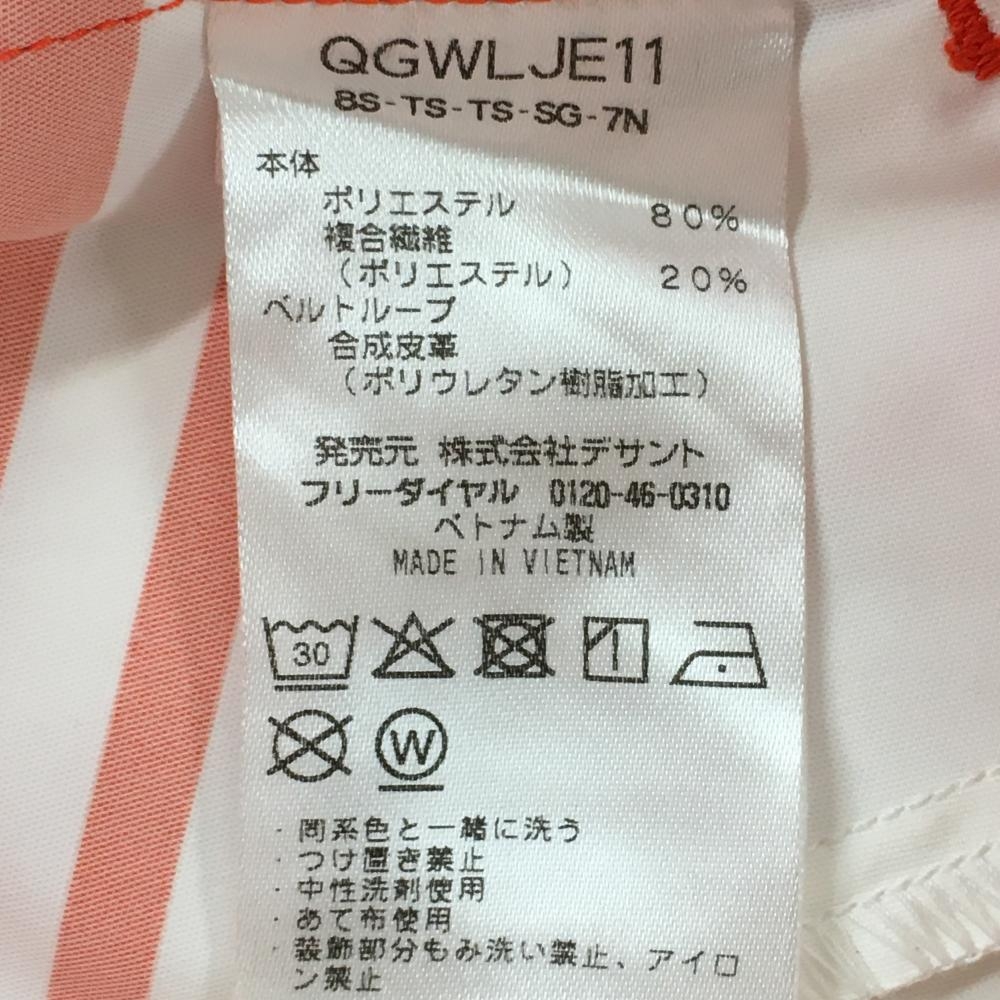 QGWLJE11
8S-TS-TS-SG-7N
本体
ポリエステル 80%
複合繊維
(ポリエステル) 20%
ベルトループ
合成皮革
(ポリウレタン樹脂加工)
発売元 株式会社デサント
フリーダイヤル 0120-46-0310
ベトナム製
MADE IN VIETNAM
30
W
・同系色と一緒に洗う
・つけ置き禁止
・中性洗剤使用
・あて布使用
・装飾部分もみ洗い禁止、アイロ
ン禁止